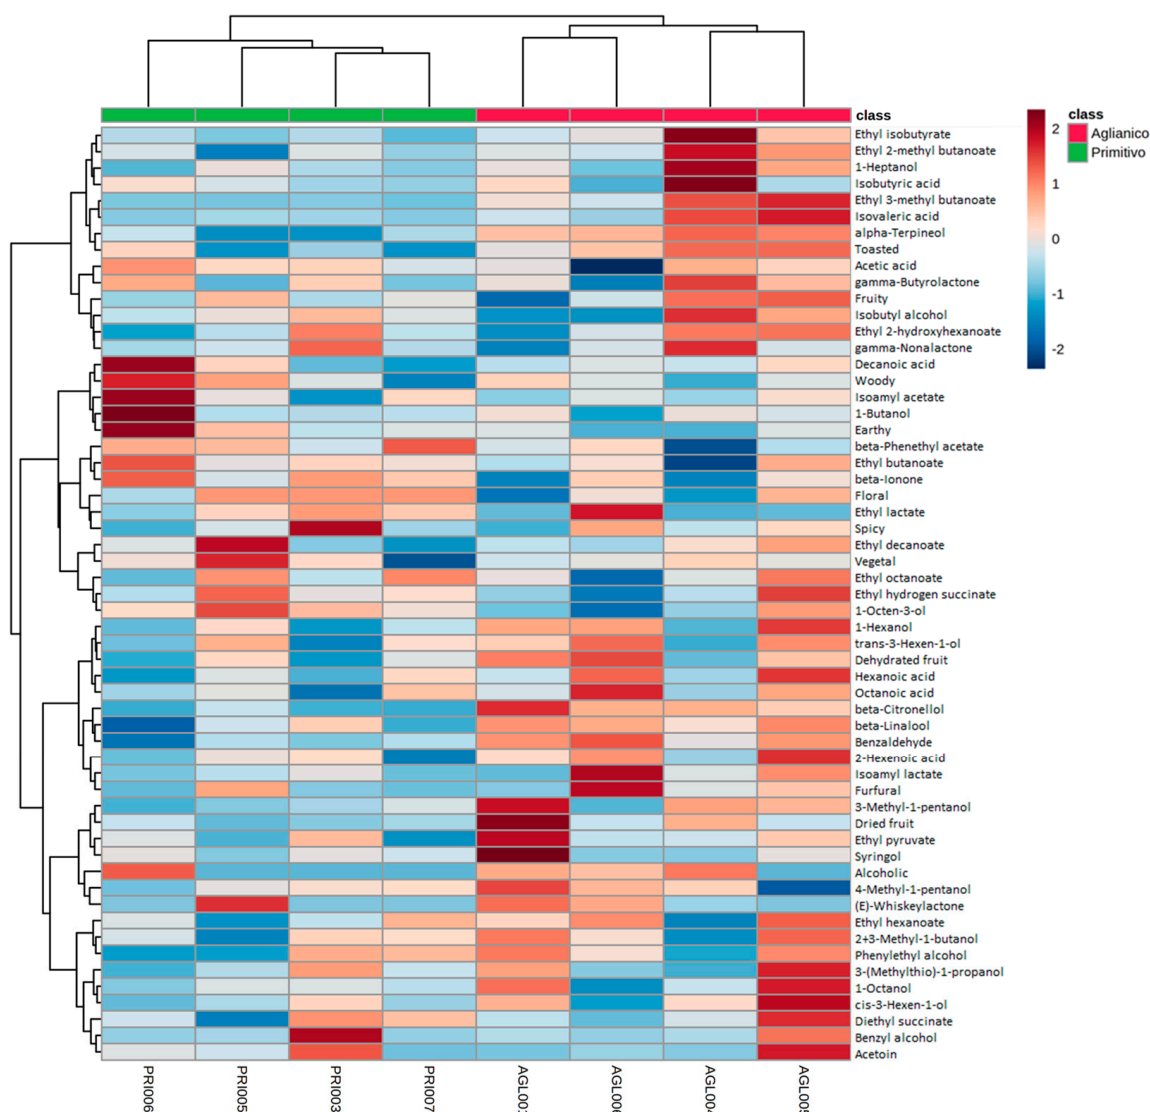 class
Ethyl isobutyrate
Ethyl 2-methyl butanoate
1-Heptanol
Isobutyric acid
Ethyl 3-methyl butanoate
Isovaleric acid
alpha-Terpineol
Toasted
Acetic acid
gamma-Butyrolactone
Fruity
Isobutyl alcohol
Ethyl 2-hydroxyhexanoate
gamma-Nonalactone
Decanoic acid
Woody
Isoamyl acetate
1-Butanol
Earthy
beta-Phenethyl acetate
Ethyl butanoate
beta-Ionone
Floral
Ethyl lactate
Spicy
Ethyl decanoate
Vegetal
Ethyl octanoate
Ethyl hydrogen succinate
1-Octen-3-ol
1-Hexanol
trans-3-Hexen-1-ol
Dehydrated fruit
Hexanoic acid
Octanoic acid
beta-Citronellol
beta-Linalool
Benzaldehyde
2-Hexenoic acid
Isoamyl lactate
Furfural
3-Methyl-1-pentanol
Dried fruit
Ethyl pyruvate
Syringol
Alcoholic
4-Methyl-1-pentanol
(E)-Whiskeylactone
Ethyl hexanoate
2+3-Methyl-1-butanol
Phenylethyl alcohol
3-(Methylthio)-1-propanol
1-Octanol
cis-3-Hexen-1-ol
Diethyl succinate
Benzyl alcohol
Acetoin
2
1
0
-1
-2
class
Aglianico
Primitivo
PRI006
PRI005
PRI003
PRI007
AGL006
AGL004
AGL005